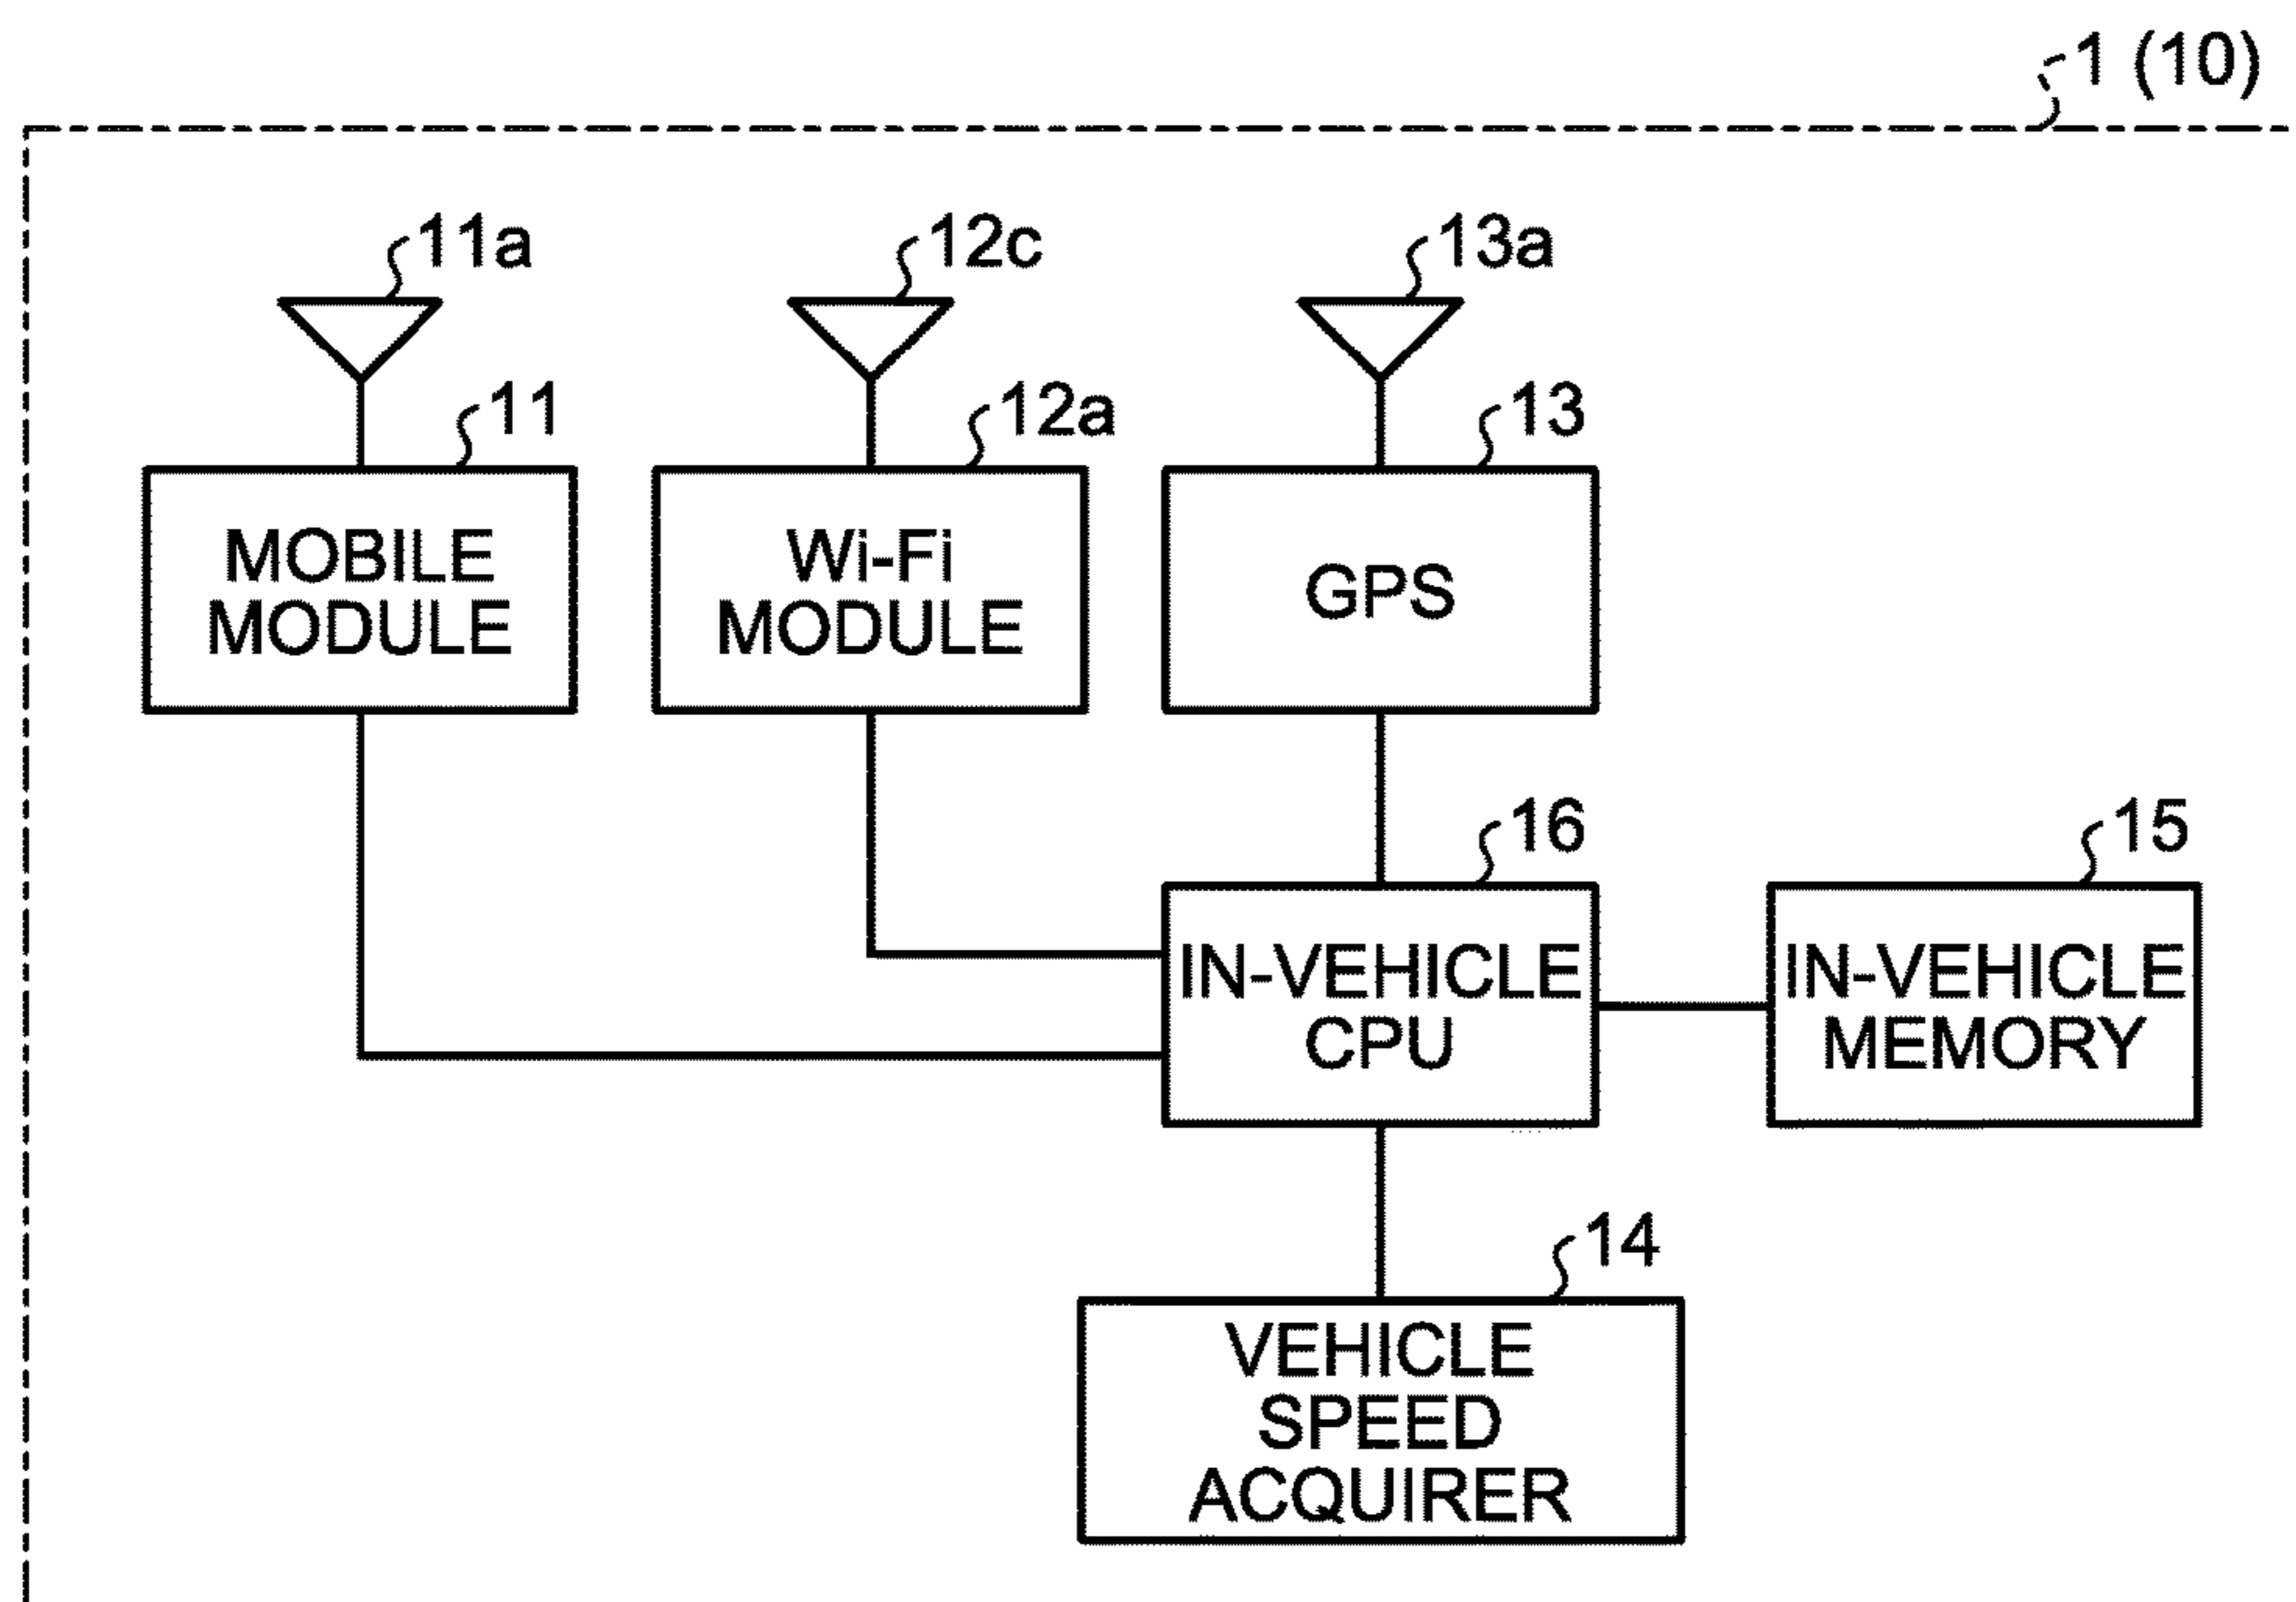 1 (10)
11a
12c
13a
11
12a
13
MOBILE
MODULE
Wi-Fi
MODULE
GPS
16
15
IN-VEHICLE
CPU
IN-VEHICLE
MEMORY
14
VEHICLE
SPEED
ACQUIRER